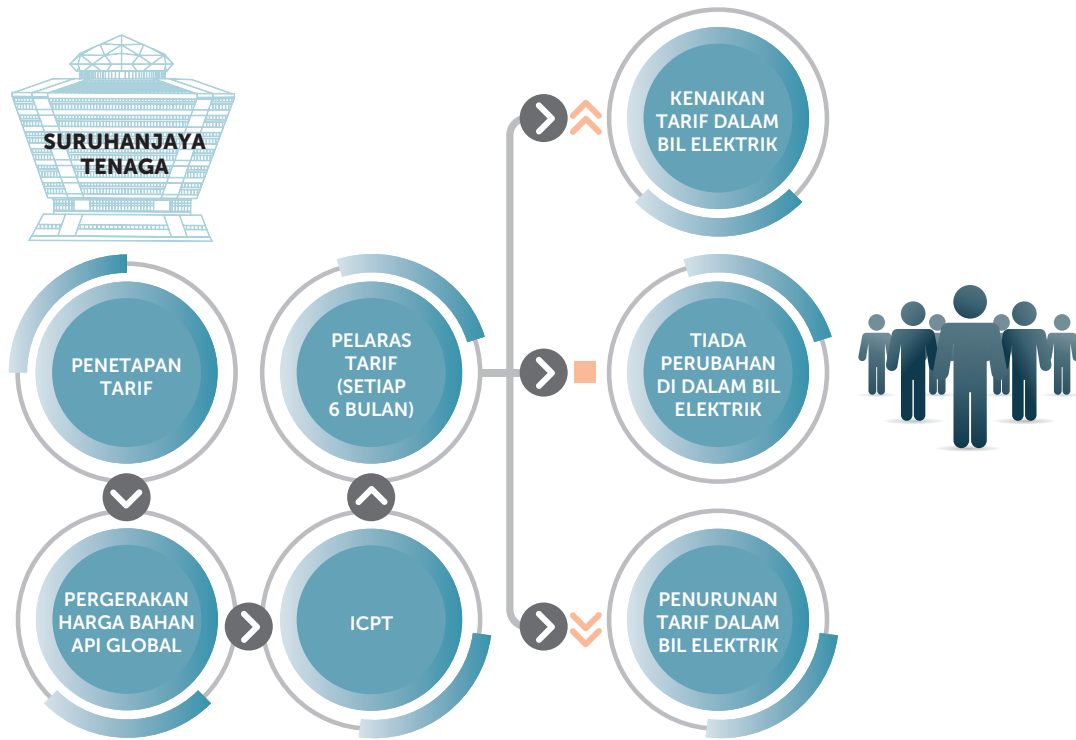 SURUHANJAYA
TENAGA
PENETAPAN
TARIF
PERGERAKAN
HARGA BAHAN
API GLOBAL
ICPT
PELARAS
TARIF
(SETIAP
6 BULAN)
KENAIKAN
TARIF DALAM
BIL ELEKTRIK
TIADA
PERUBAHAN
DI DALAM BIL
ELEKTRIK
PENURUNAN
TARIF DALAM
BIL ELEKTRIK